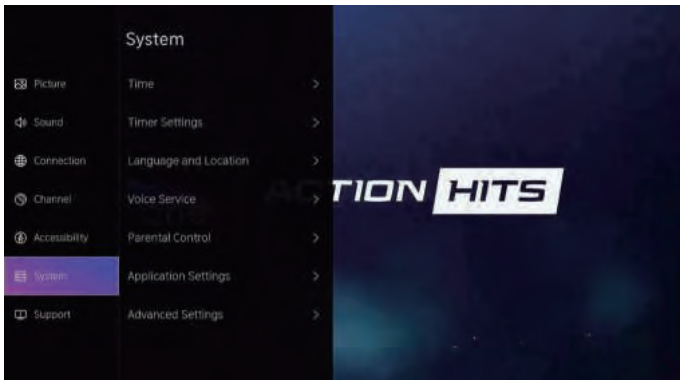 System
Picture
Sound
Connection
Channel
Accessibility
System
Support
Time
Timer Settings
Language and Location
Voice Service
Parental Control
Application Settings
Advanced Settings
ACTION HITS